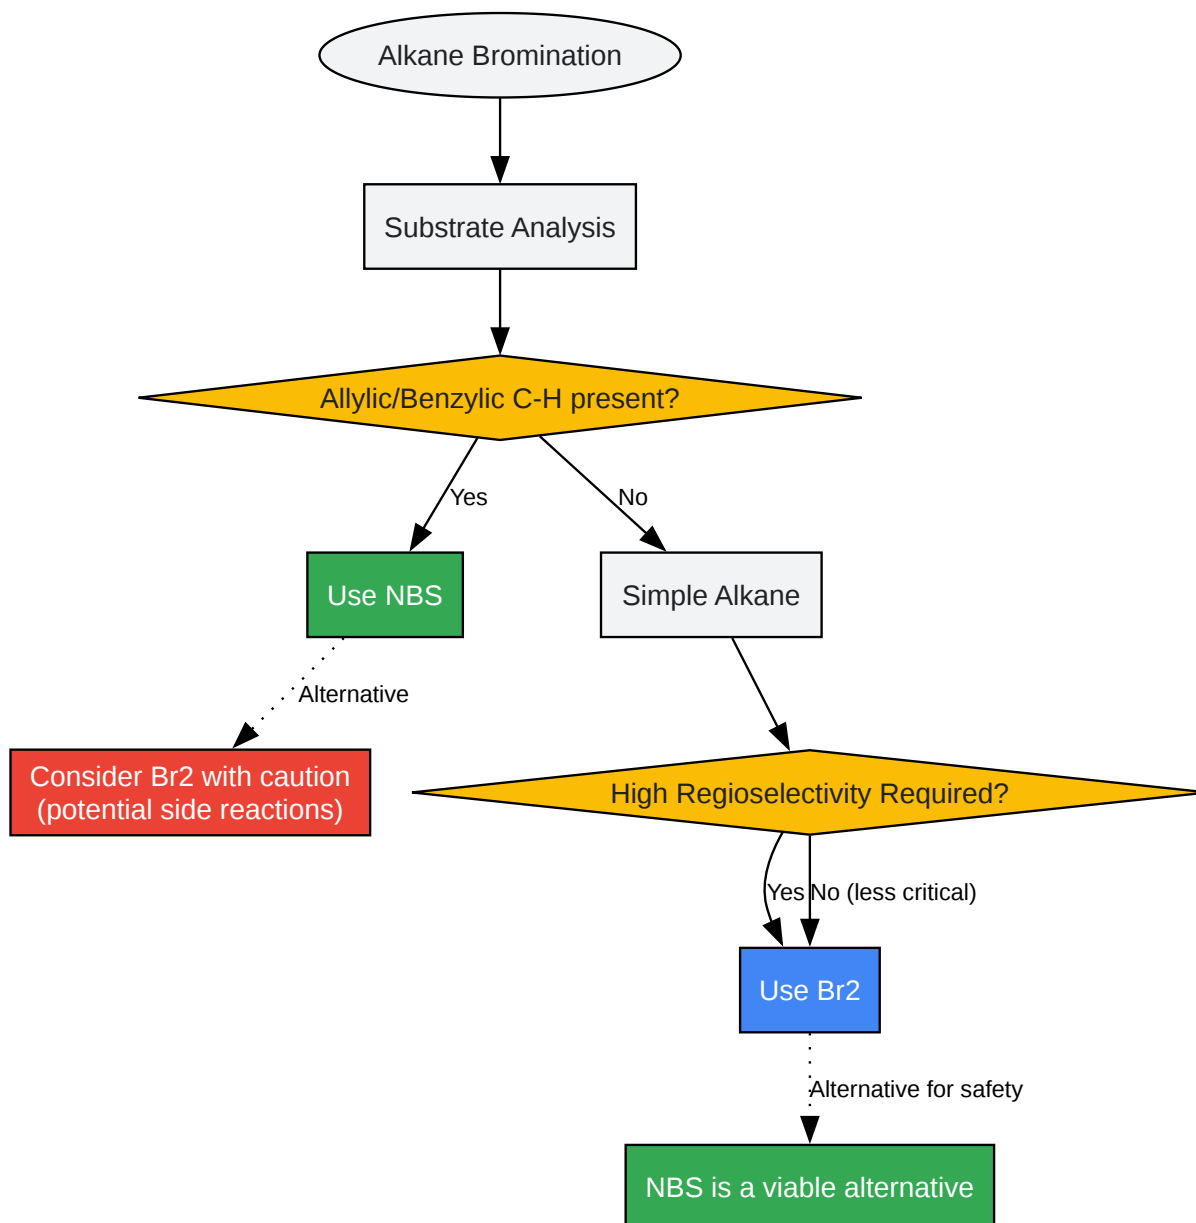 Alkane Bromination
Substrate Analysis
Allylic/Benzylic C-H present?
Yes
No
Use NBS
Simple Alkane
Alternative
Consider Br2 with caution
(potential side reactions)
High Regioselectivity Required?
Yes
No (less critical)
Use Br2
Alternative for safety
NBS is a viable alternative